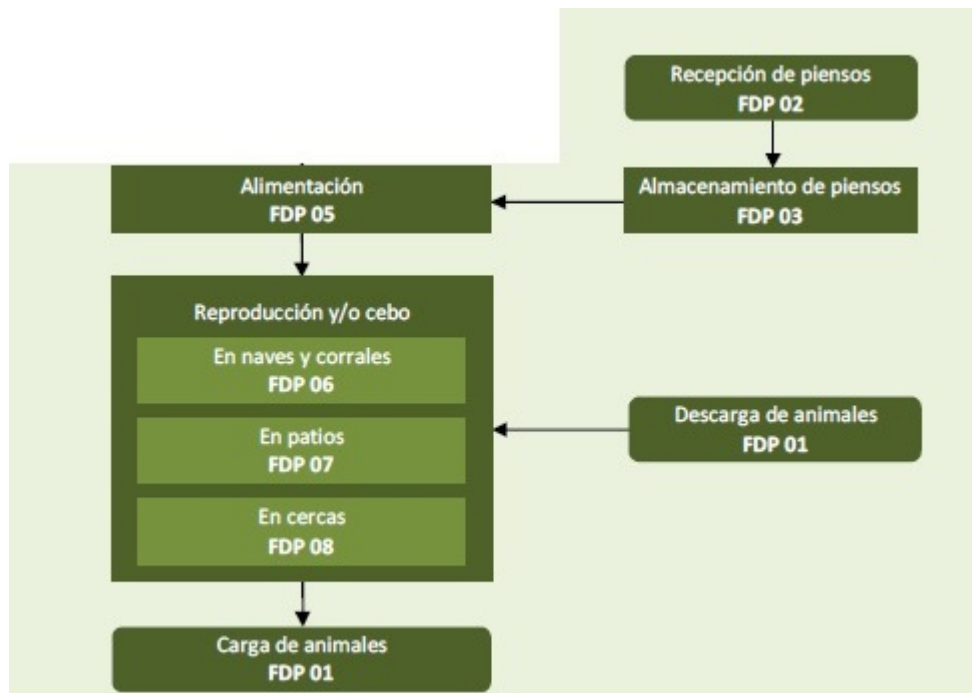 Recepción de piensos
FDP 02
Alimentación
FDP 05
Almacenamiento de piensos
FDP 03
Reproducción y/o cebo
En naves y corrales
FDP 06
En patios
FDP 07
En cercas
FDP 08
Descarga de animales
FDP 01
Carga de animales
FDP 01